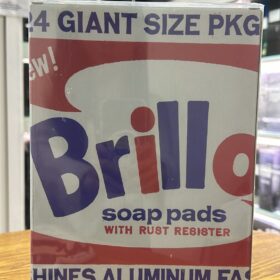 24 GIANT SIZE PKG
ew!
Brillo
soap pads
WITH RUST RESISTER
HINES ALUMINUM FAS